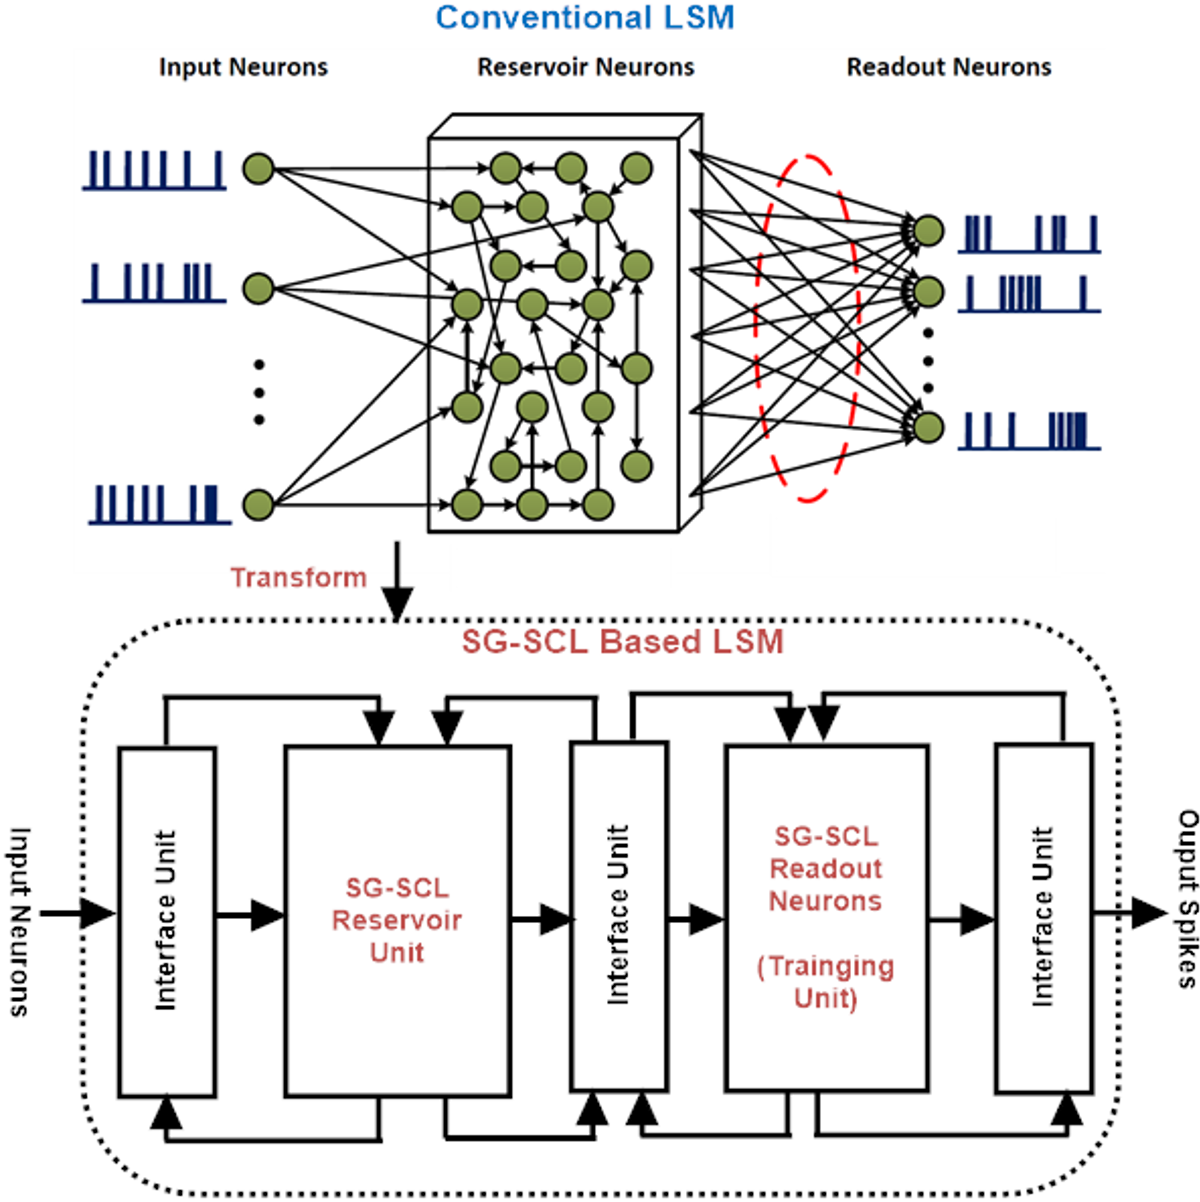 Conventional LSM
Input Neurons
Reservoir Neurons
Readout Neurons
Transform
SG-SCL Based LSM
Input Neurons
Interface Unit
SG-SCL
Reservoir
Unit
Interface Unit
SG-SCL
Readout
Neurons
(Trainging
Unit)
Interface Unit
Ouput Spikes